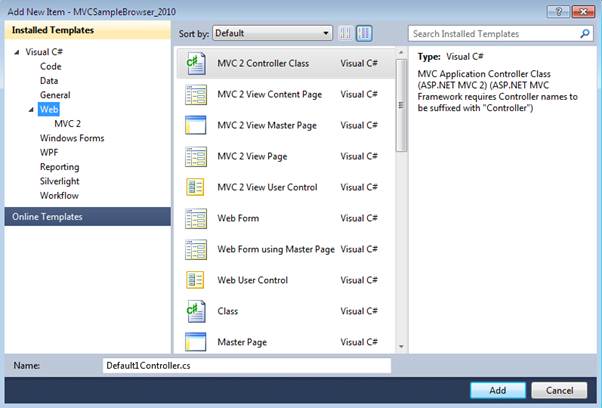 Add New Item - MVCSampleBrowser_2010
Installed Templates
Visual C#
Code
Data
General
Web
MVC 2
Windows Forms
WPF
Reporting
Silverlight
Workflow
Online Templates
Sort by: Default
MVC 2 Controller Class Visual C#
MVC 2 View Content Page Visual C#
MVC 2 View Master Page Visual C#
MVC 2 View Page Visual C#
MVC 2 View User Control Visual C#
Web Form Visual C#
Web Form using Master Page Visual C#
Web User Control Visual C#
Class Visual C#
Master Page Visual C#
Search Installed Templates
Type: Visual C#
MVC Application Controller Class
(ASP.NET MVC 2) (ASP.NET MVC
Framework requires Controller names to
be suffixed with "Controller")
Name: Default1Controller.cs
Add Cancel